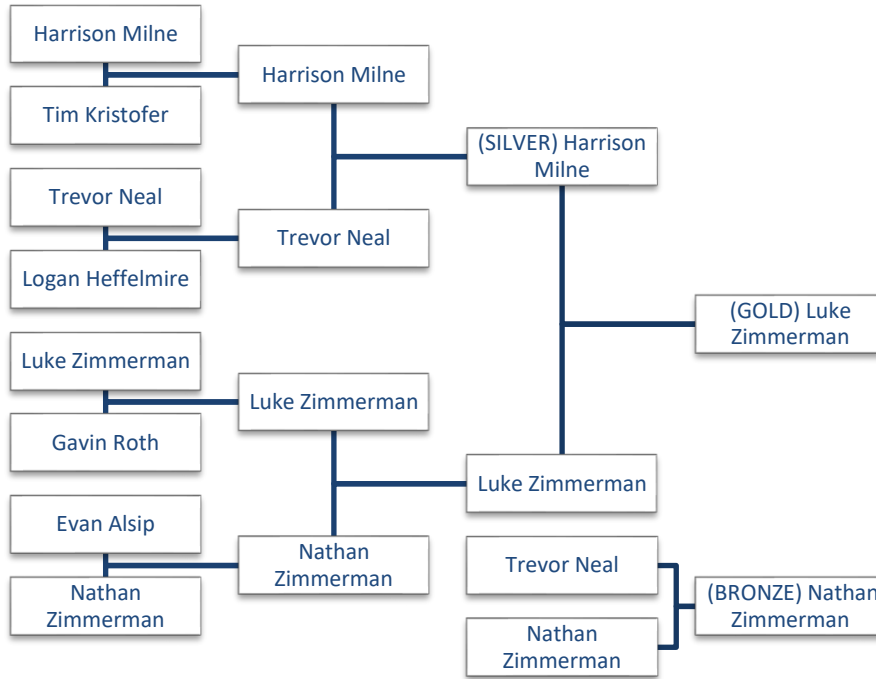 Harrison Milne
Tim Kristofer
Trevor Neal
Logan Heffelmire
Luke Zimmerman
Gavin Roth
Evan Alsip
Nathan
Zimmerman
Harrison Milne
Trevor Neal
Luke Zimmerman
Nathan
Zimmerman
(SILVER) Harrison
Milne
Luke Zimmerman
Trevor Neal
Nathan
Zimmerman
(GOLD) Luke
Zimmerman
(BRONZE) Nathan
Zimmerman